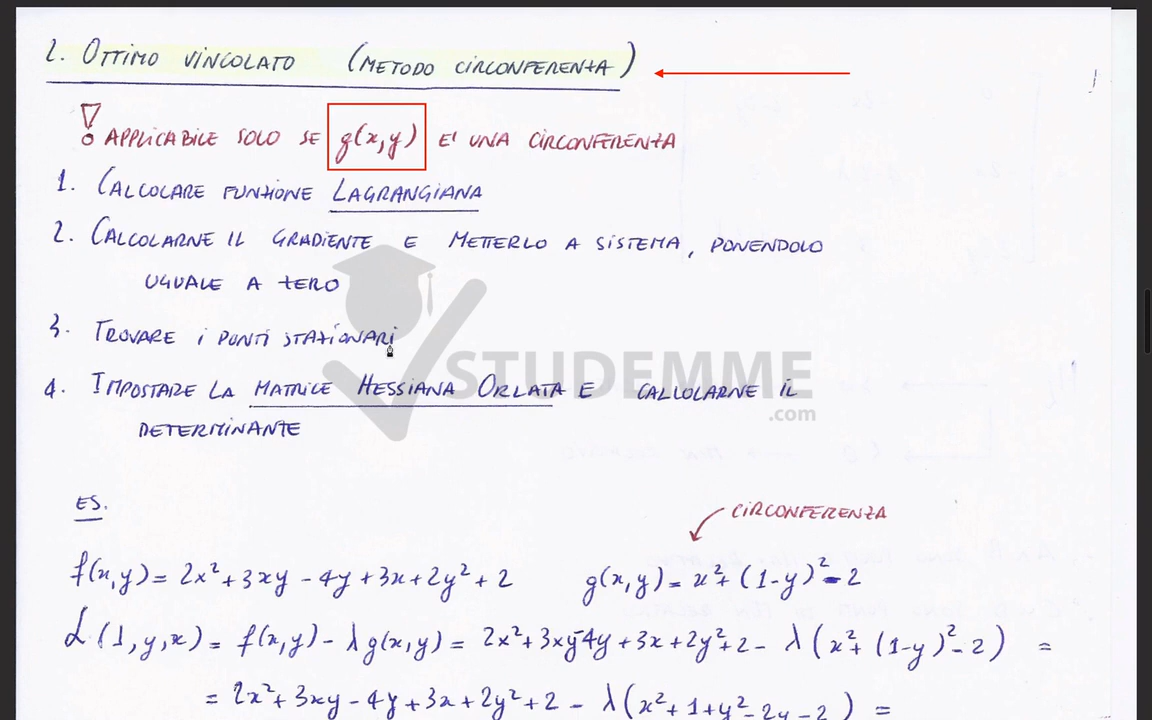 2. OTTIMO VINCOLATO (METODO CIRCONFERENZA)
! APPLICABILE SOLO SE g(x,y) E' UNA CIRCONFERENZA
1. CALCOLARE FUNZIONE LAGRANGIANA
2. CALCOLARNE IL GRADIENTE E METTERLO A SISTEMA, PONENDOLO
UGUALE A ZERO
3. TROVARE i PUNTI STAZIONARI
4. IMPOSTARE LA MATRICE HESSIANA ORLATA E CALCOLARNE IL
DETERMINANTE
STUDEMME
.com
ES.
CIRCONFERENZA
f(x,y) = 2x² + 3xy - 4y + 3x + 2y² + 2 g(x,y) = x² + (1-y)² - 2
L(1,y,x) = f(x,y) - λ g(x,y) = 2x² + 3xy - 4y + 3x + 2y² + 2 - λ(x² + (1-y)² - 2) =
= 2x² + 3xy - 4y + 3x + 2y² + 2 - λ(x² + 1 + y² - 2y - 2) =